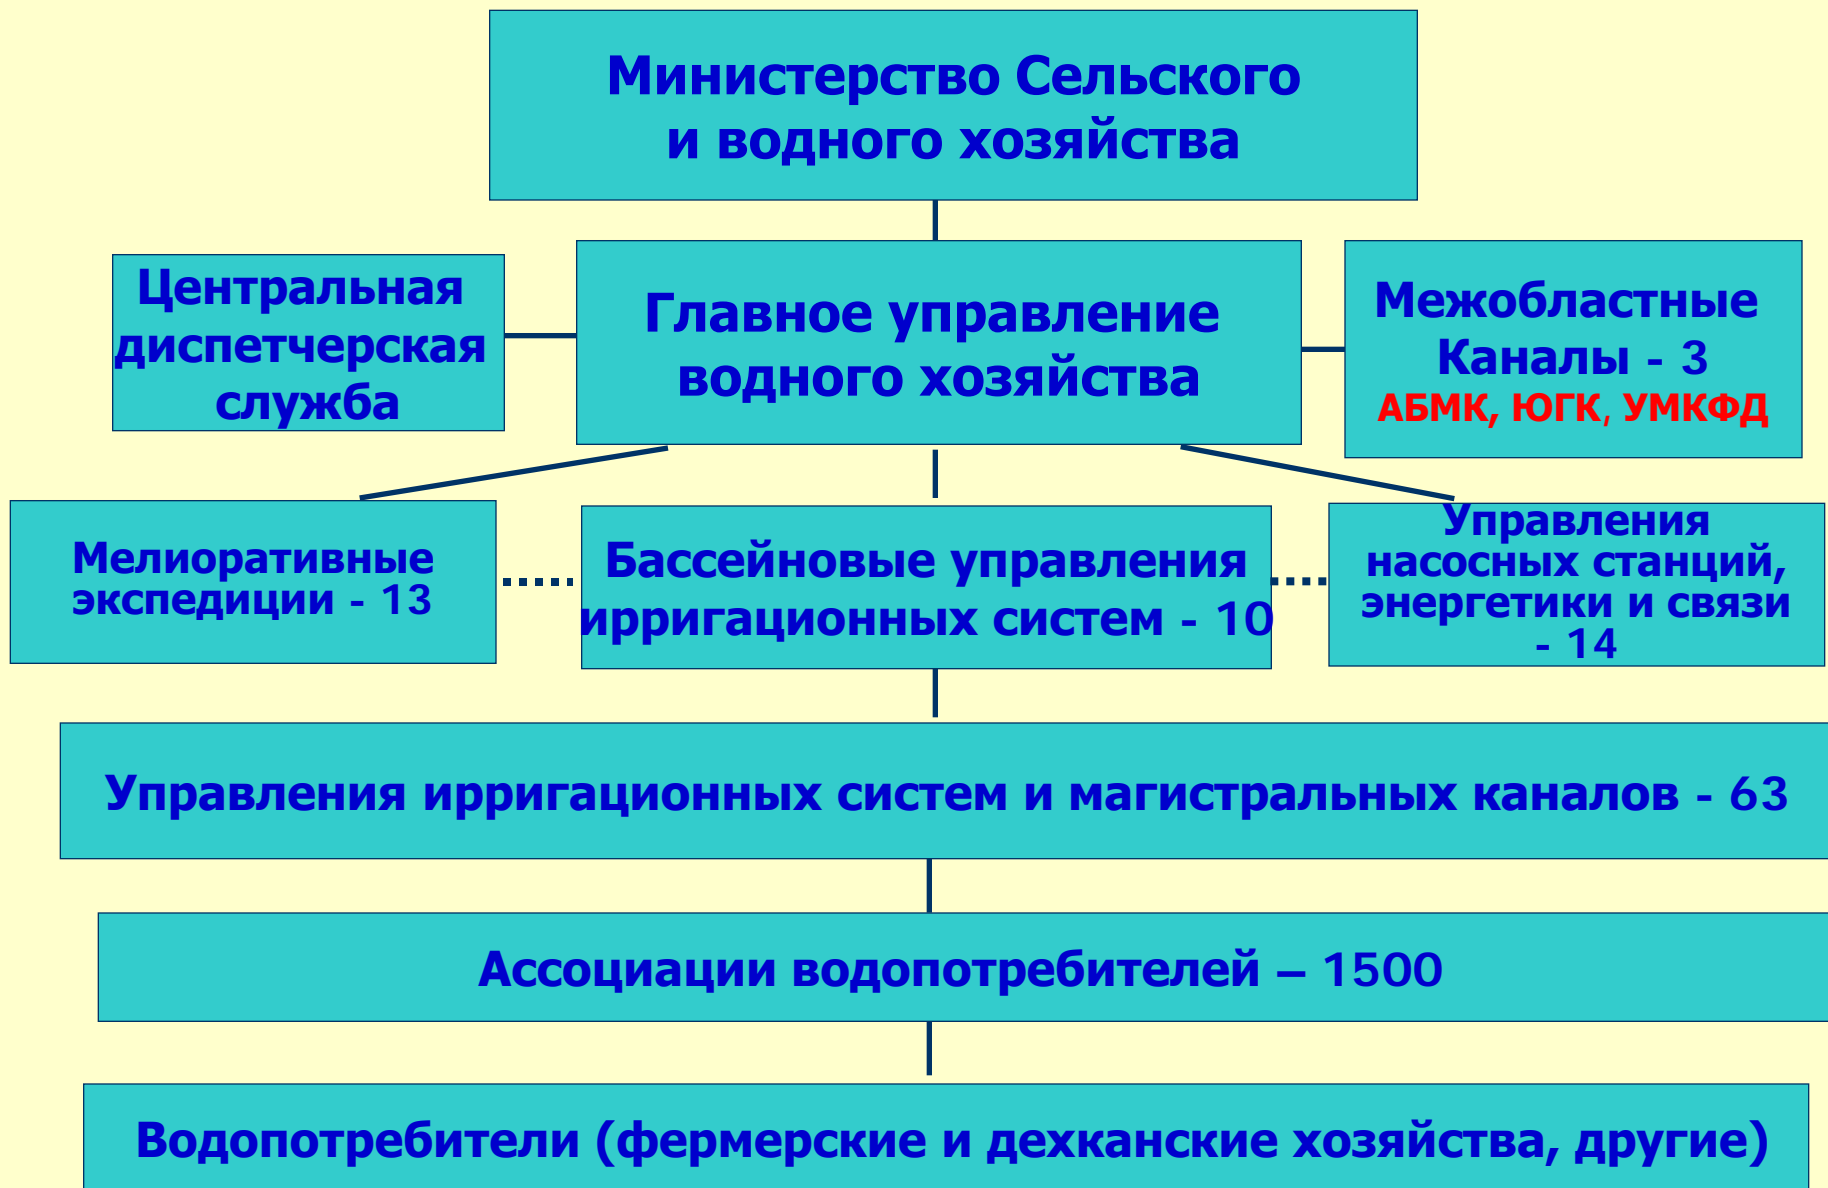 Министерство Сельского
и водного хозяйства
Центральная
диспетчерская
служба
Главное управление
водного хозяйства
Межобластные
Каналы - 3
АБМК, ЮГК, УМКФД
Мелиоративные
экспедиции - 13
Бассейновые управления
ирригационных систем - 10
Управления
насосных станций,
энергетики и связи
- 14
Управления ирригационных систем и магистральных каналов - 63
Ассоциации водопотребителей – 1500
Водопотребители (фермерские и дехканские хозяйства, другие)